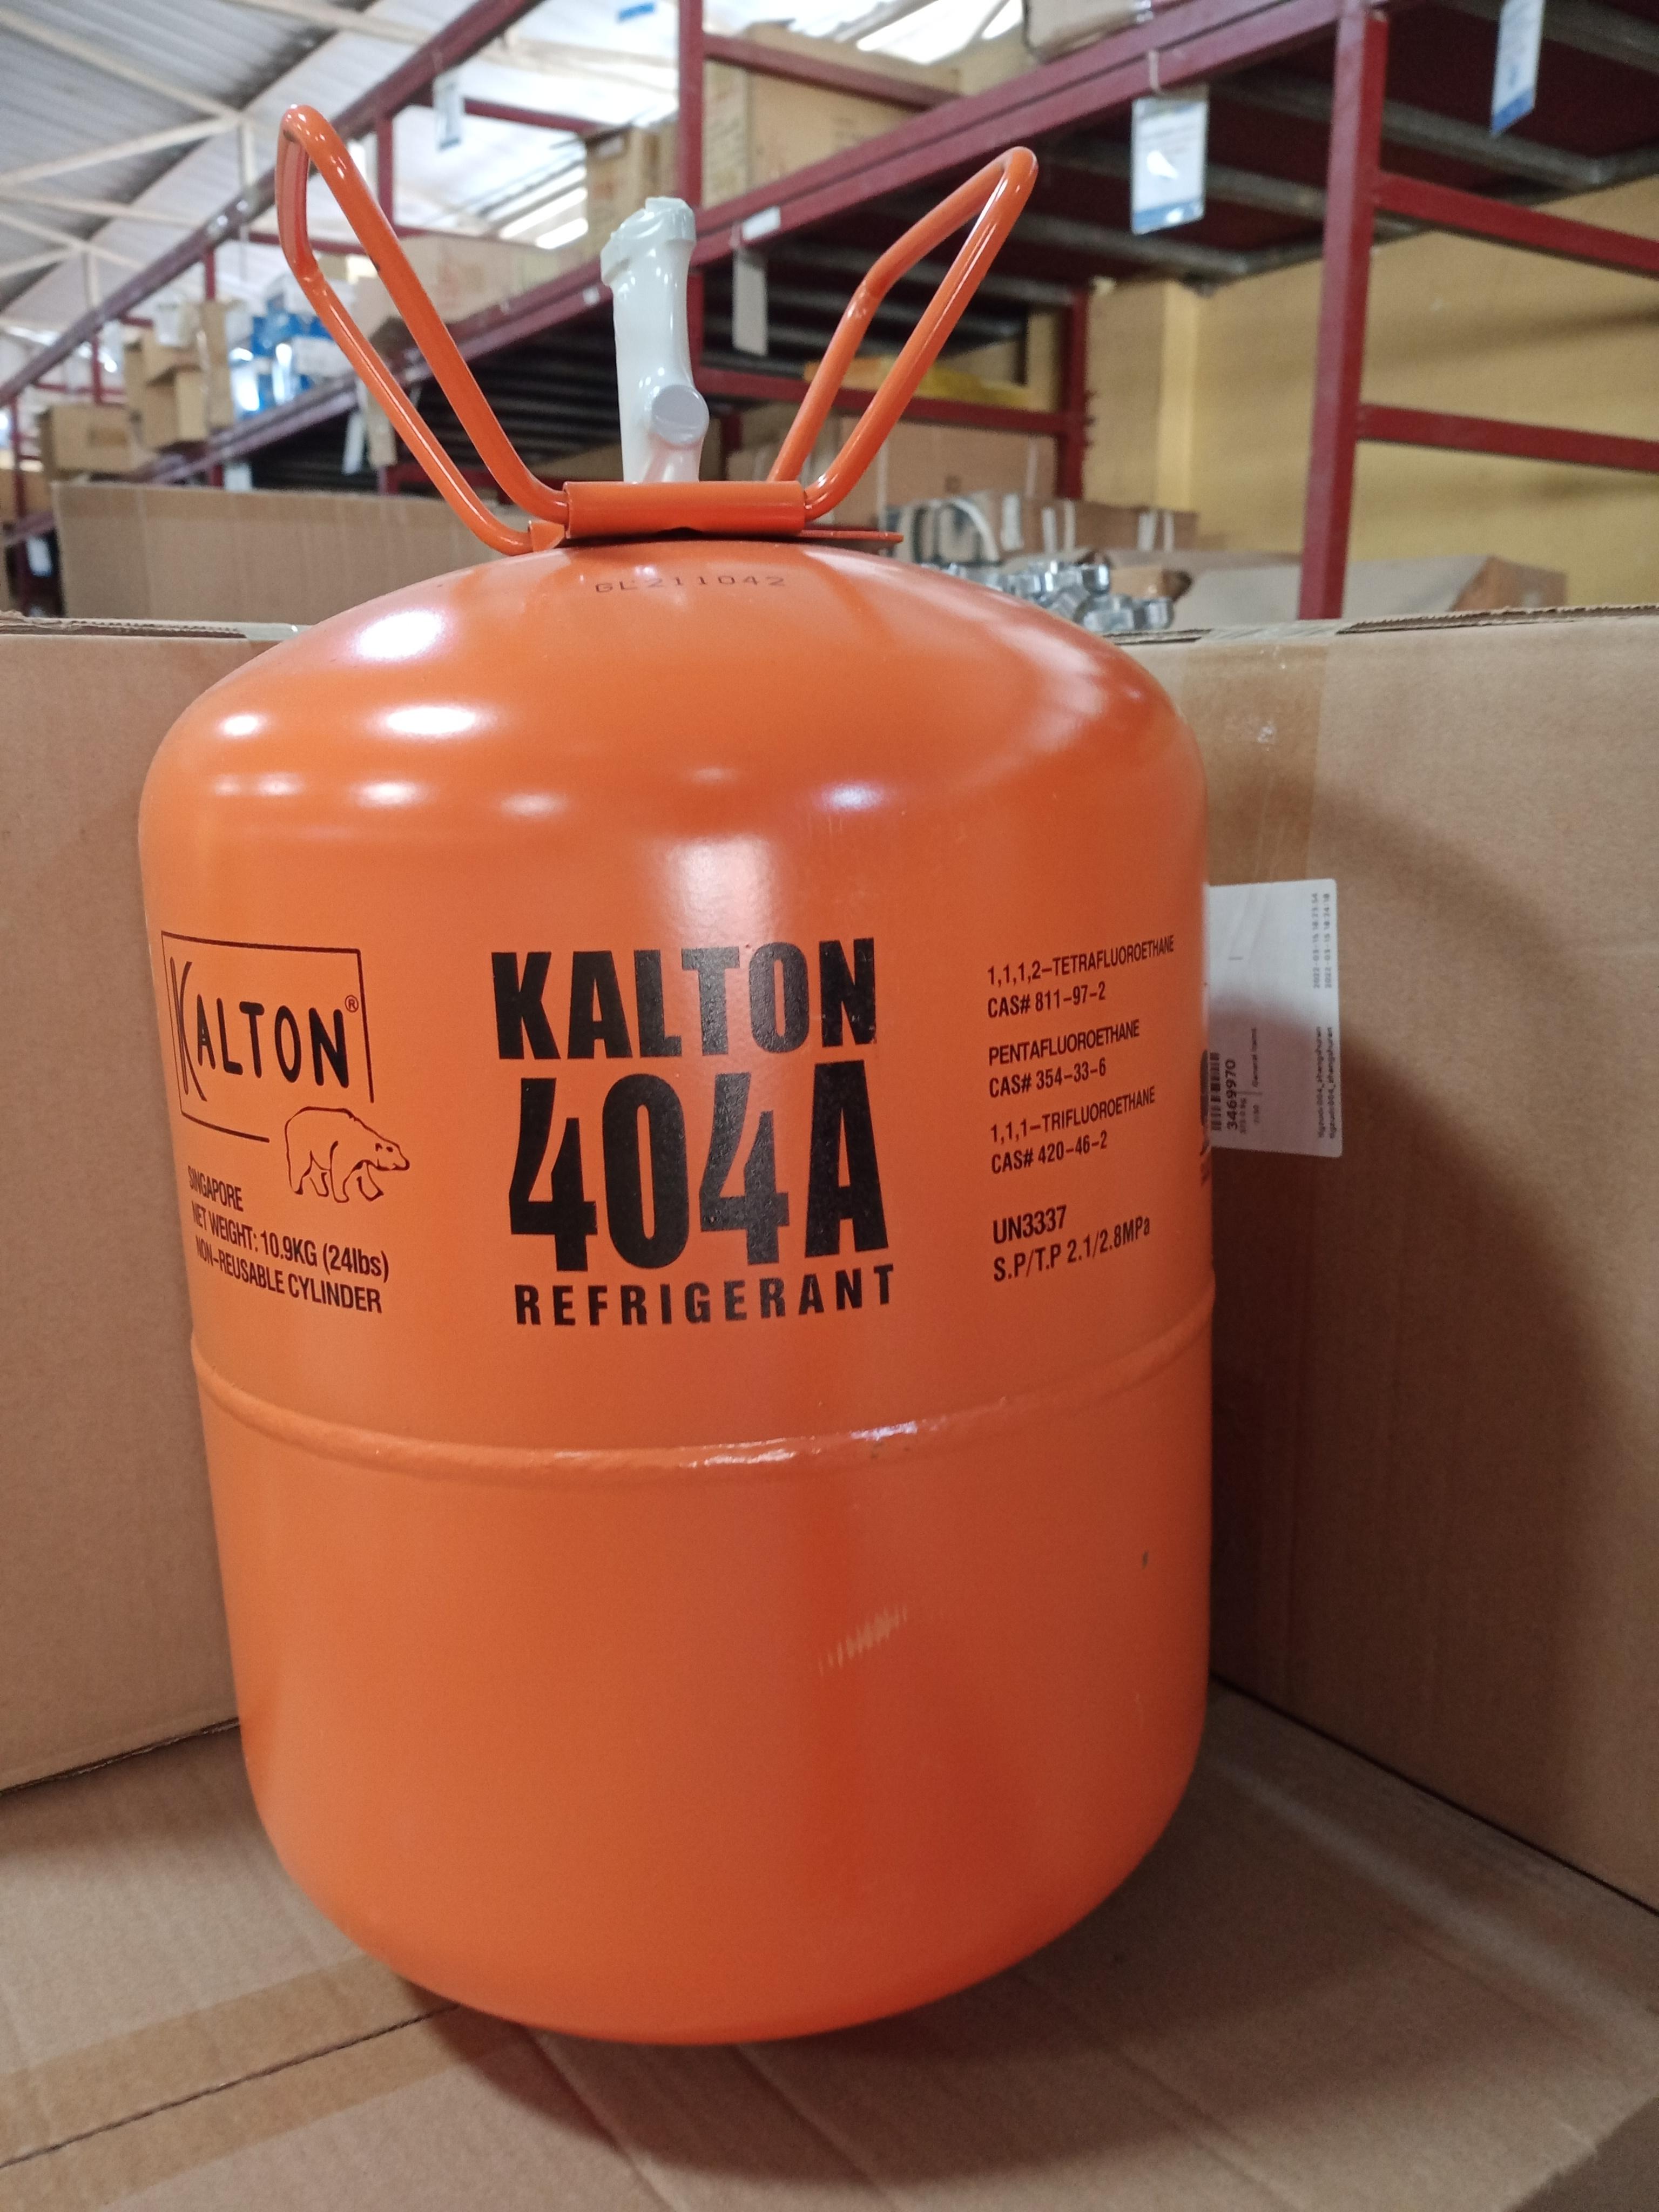 GL211042
KALTON®
SINGAPORE
NET WEIGHT: 10.9KG (24lbs)
NON-REUSABLE CYLINDER
KALTON
404A
REFRIGERANT
1,1,1,2-TETRAFLUOROETHANE
CAS# 811-97-2
PENTAFLUOROETHANE
CAS# 354-33-6
1,1,1-TRIFLUOROETHANE
CAS# 420-46-2
UN3337
S.P/T.P 2.1/2.8MPa
3469970
General Items